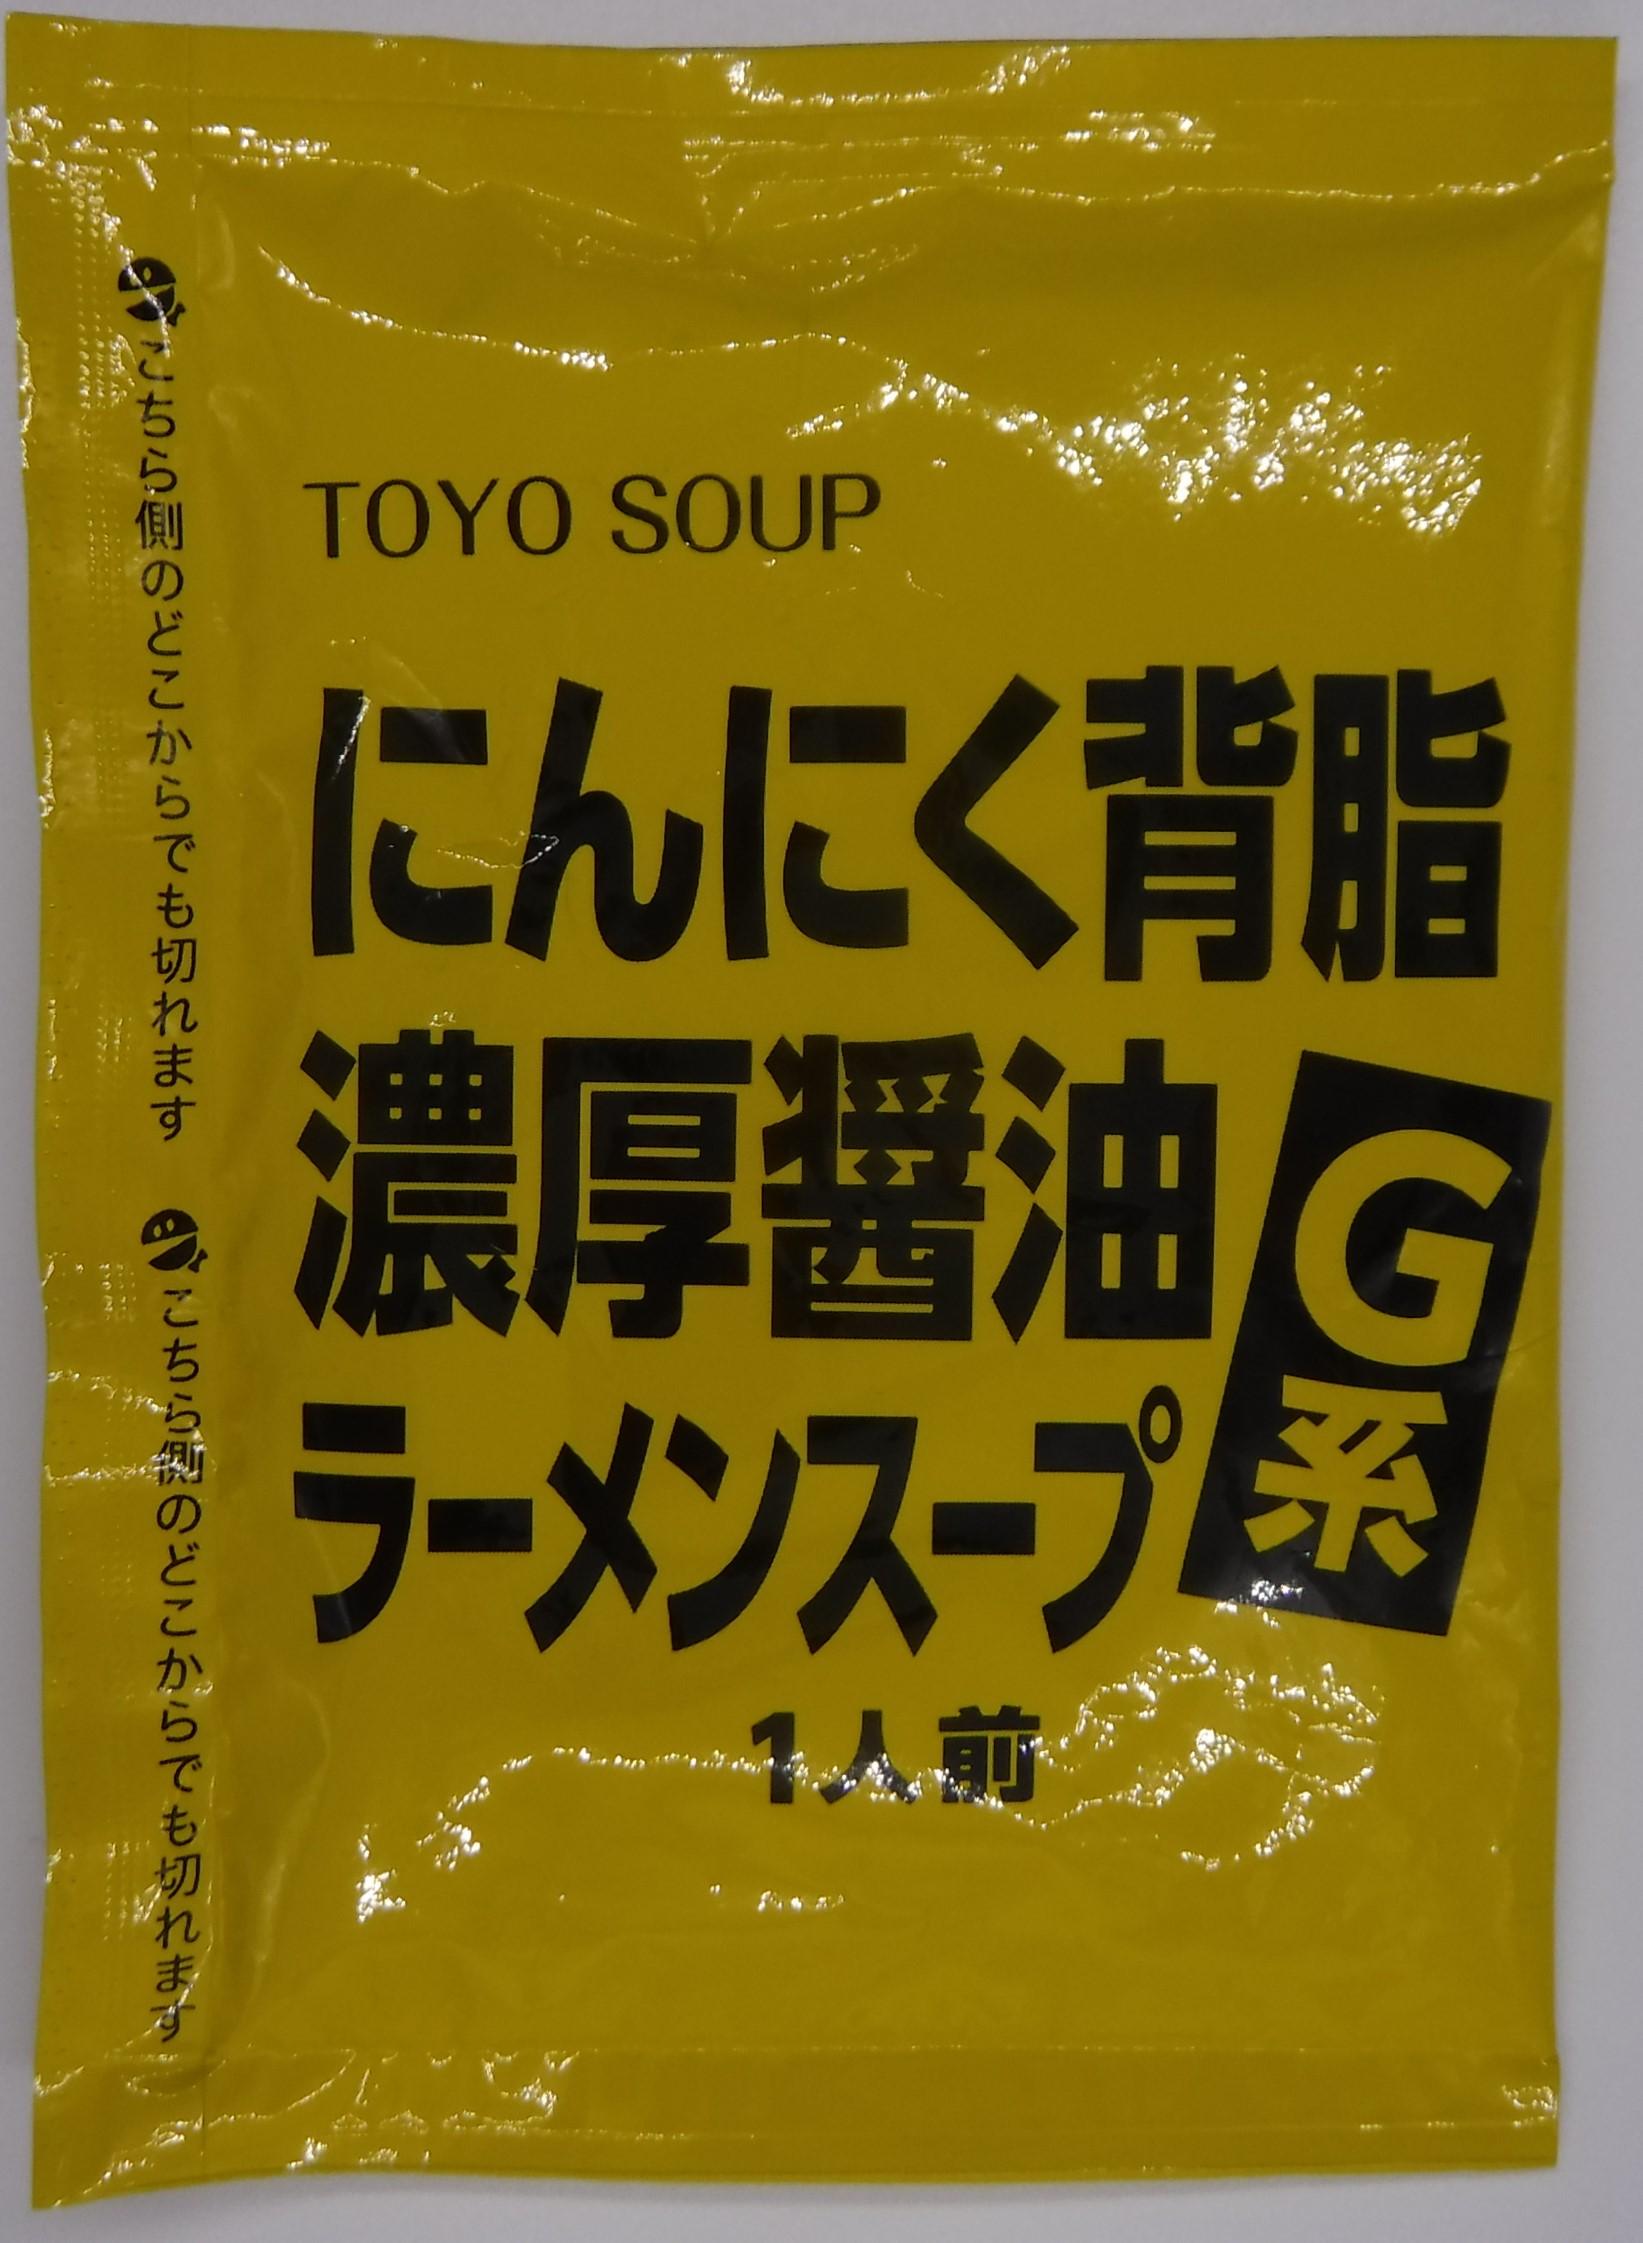 TOYO SOUP
にんにく背脂
濃厚醤油
ラーメンスープ
G系
1人前
こちら側のどこからでも切れます
こちら側のどこからでも切れます